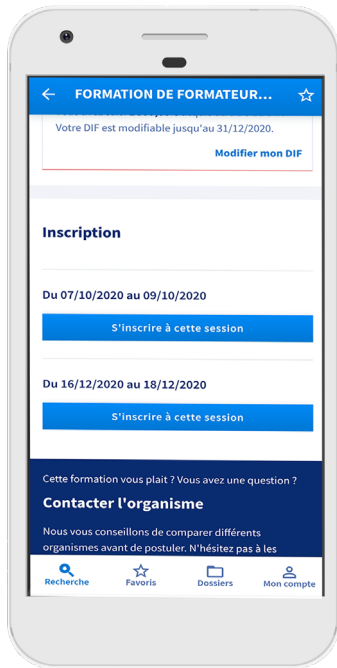 FORMATION DE FORMATEUR...
Votre DIF est modifiable jusqu'au 31/12/2020.
Modifier mon DIF
Inscription
Du 07/10/2020 au 09/10/2020
S'inscrire à cette session
Du 16/12/2020 au 18/12/2020
S'inscrire à cette session
Cette formation vous plait ? Vous avez une question ?
Contacter l'organisme
Nous vous conseillons de comparer différents
organismes avant de postuler. N'hésitez pas à les
Recherche Favoris Dossiers Mon compte